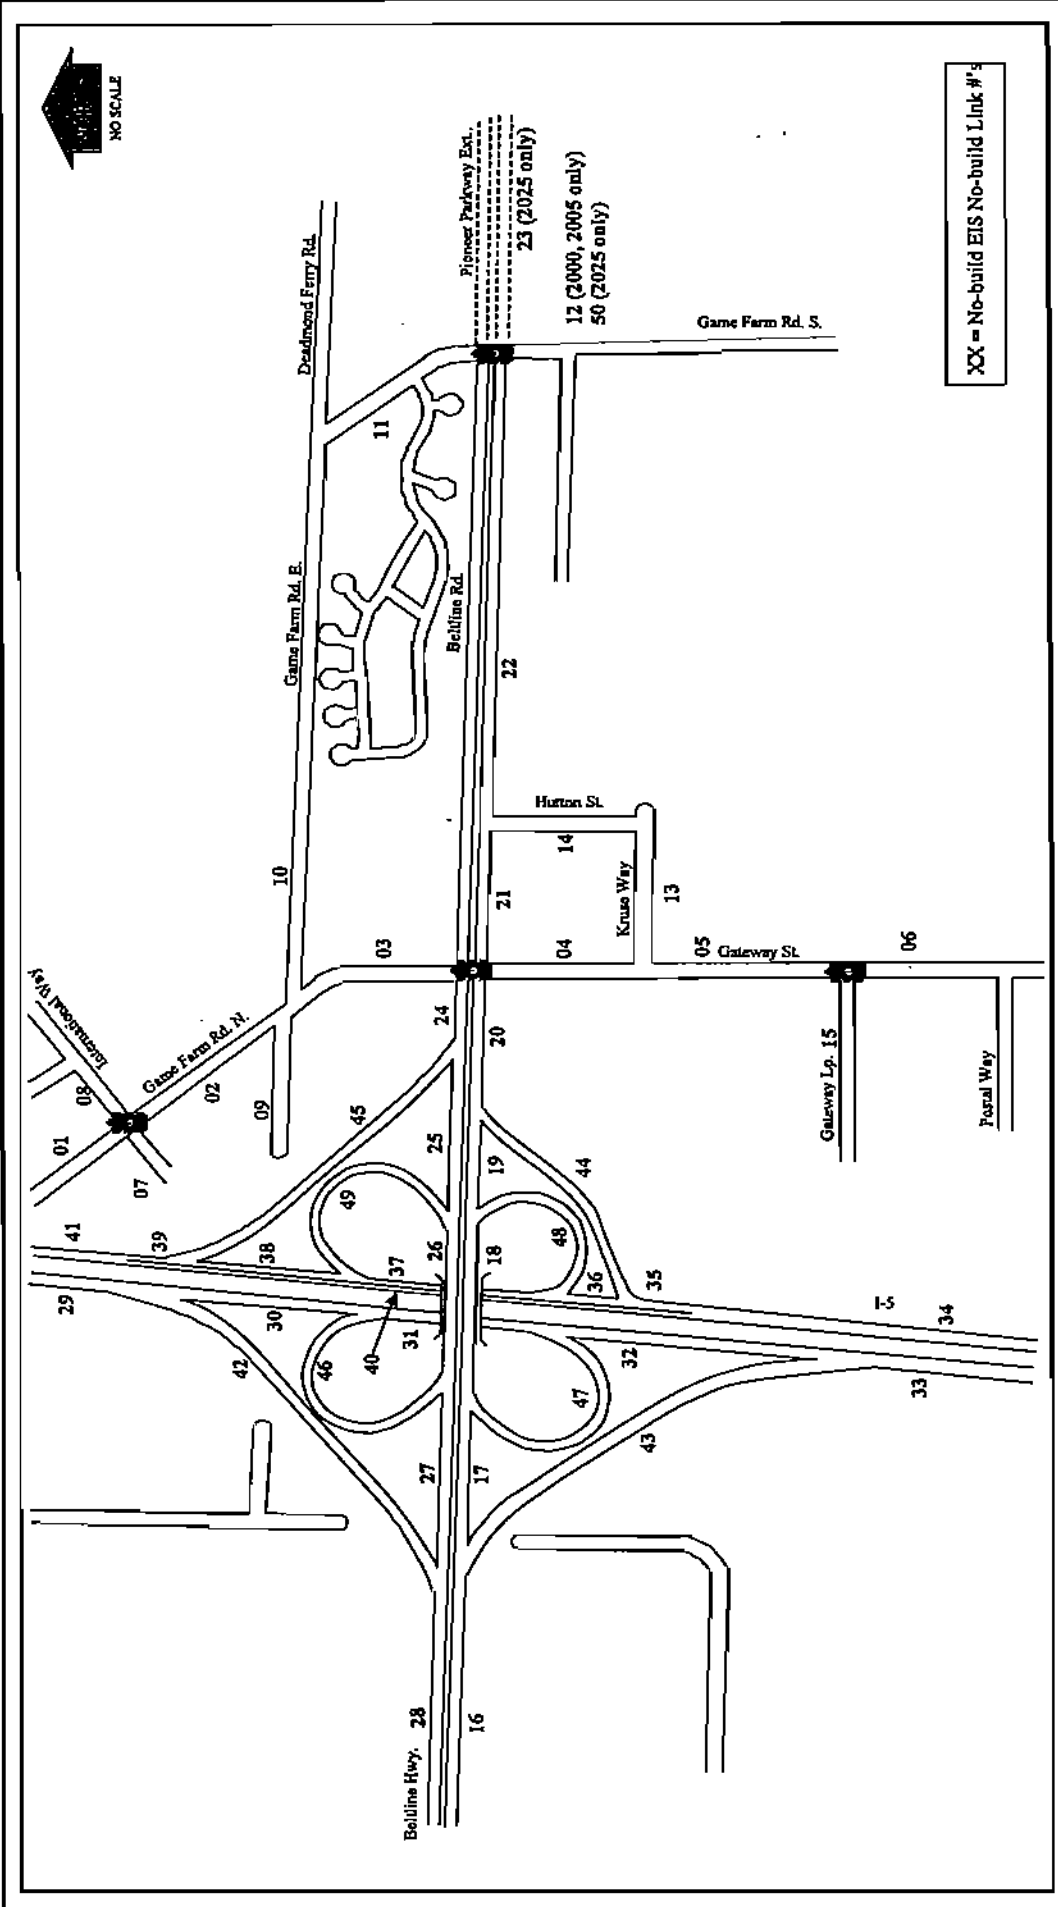 NO SCALE
International Way
08
01
07
Game Farm Rd. N.
02
09
10
Game Farm Rd. E.
Deadmond Ferry Rd.
11
03
Pioneer Parkway Ext.
23 (2025 only)
12 (2000, 2005 only)
50 (2025 only)
Game Farm Rd. S.
Beltline Rd.
22
Hutton St.
14
21
Kruse Way
13
04
05
Gateway St.
06
Gateway Lp. 15
Postal Way
24
20
45
25
19
44
49
26
18
48
41
39
38
37
36
35
29
30
40
31
32
I-5
34
33
42
46
47
43
27
17
Beltline Hwy.
28
16
XX = No-build EIS No-build Link #'s